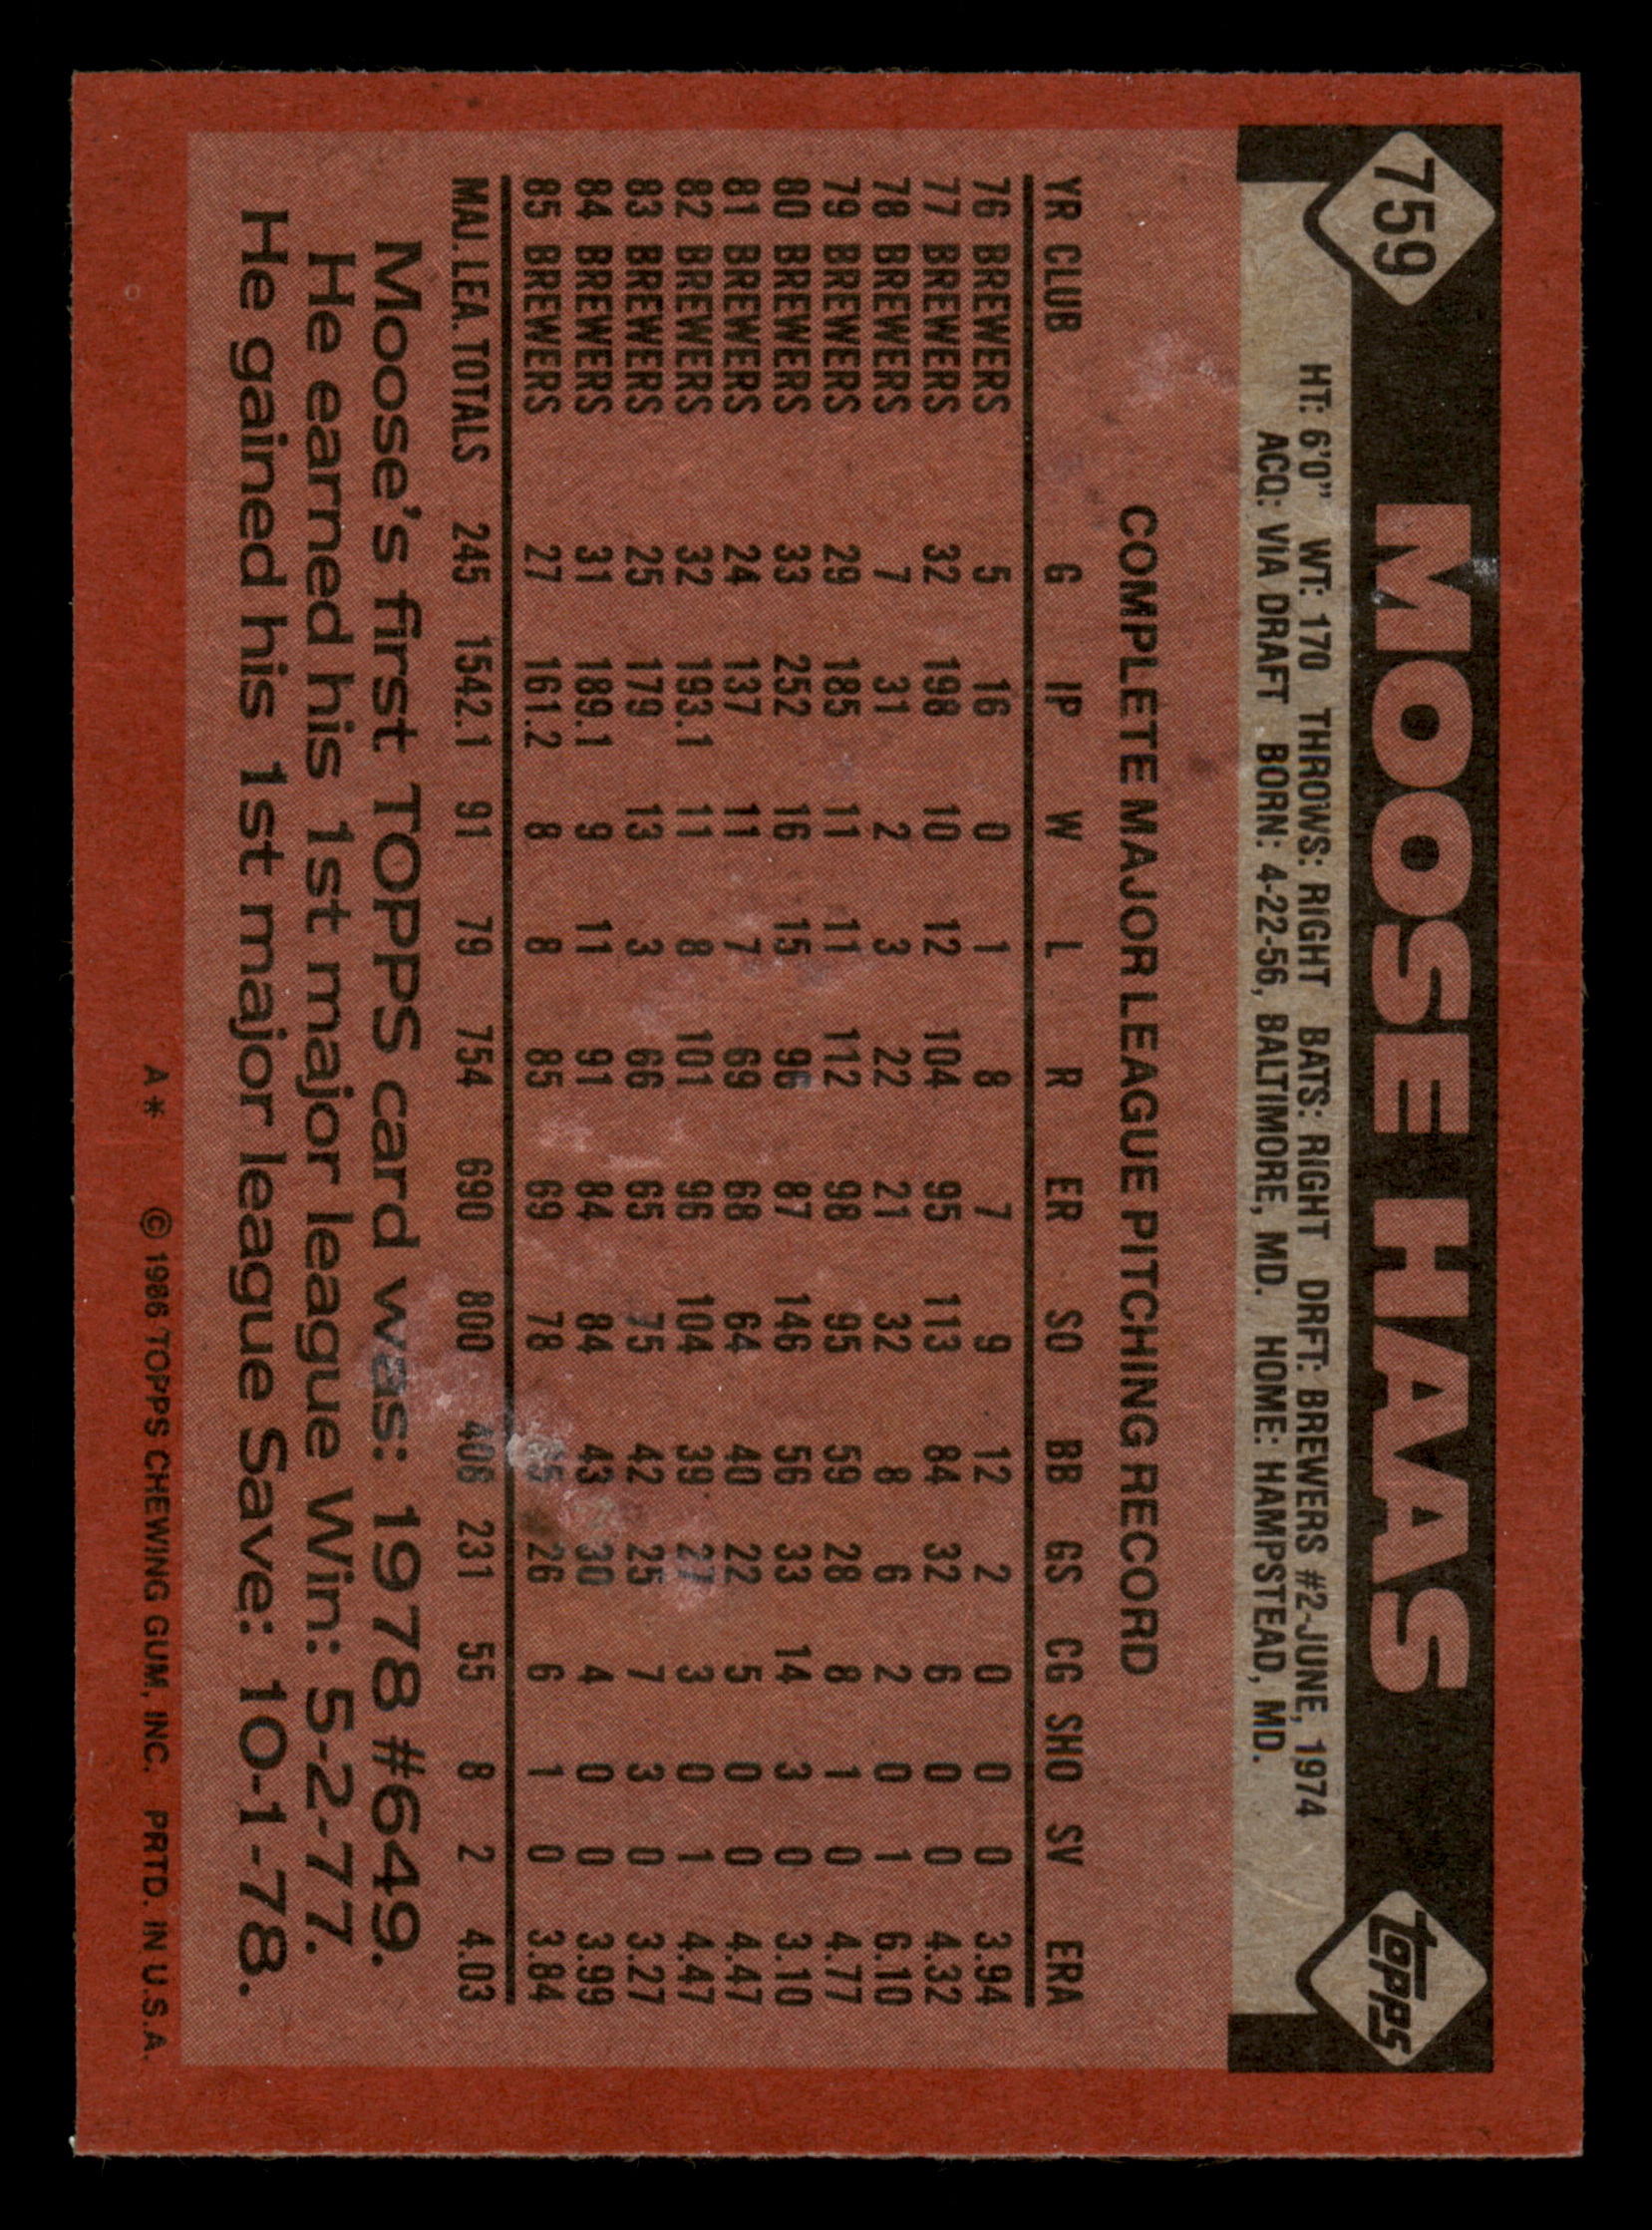 759 MOOSE HAAS topps
HT: 6'0" WT: 170 THROWS: RIGHT BATS: RIGHT DRFT: BREWERS #2-JUNE, 1974
ACQ: VIA DRAFT BORN: 4-22-56, BALTIMORE, MD. HOME: HAMPSTEAD, MD.
COMPLETE MAJOR LEAGUE PITCHING RECORD
YR CLUB G IP W L R ER SO BB GS CG SHO SV ERA
76 BREWERS 5 16 0 1 8 7 9 12 2 0 0 0 3.94
77 BREWERS 32 198 10 12 104 95 113 84 32 6 0 0 4.32
78 BREWERS 7 31 2 3 22 21 32 8 6 2 0 1 6.10
79 BREWERS 29 185 11 11 112 98 95 59 28 8 1 0 4.77
80 BREWERS 33 252 16 15 96 87 146 56 33 14 3 0 3.10
81 BREWERS 24 137 11 7 69 68 64 40 22 5 0 0 4.47
82 BREWERS 32 193.1 11 8 101 96 104 39 27 3 0 1 4.47
83 BREWERS 25 179 13 3 66 65 75 42 25 7 3 0 3.27
84 BREWERS 31 189.1 9 11 91 84 84 43 30 4 0 0 3.99
85 BREWERS 27 161.2 8 8 85 69 78 26 6 1 0 3.84
MAJ. LEA. TOTALS 245 1542.1 91 79 754 690 800 408 231 55 8 2 4.03
Moose's first TOPPS card was: 1978 #649.
He earned his 1st major league Win: 5-2-77.
He gained his 1st major league Save: 10-1-78.
A* © 1986 TOPPS CHEWING GUM, INC. PRTD. IN U.S.A.